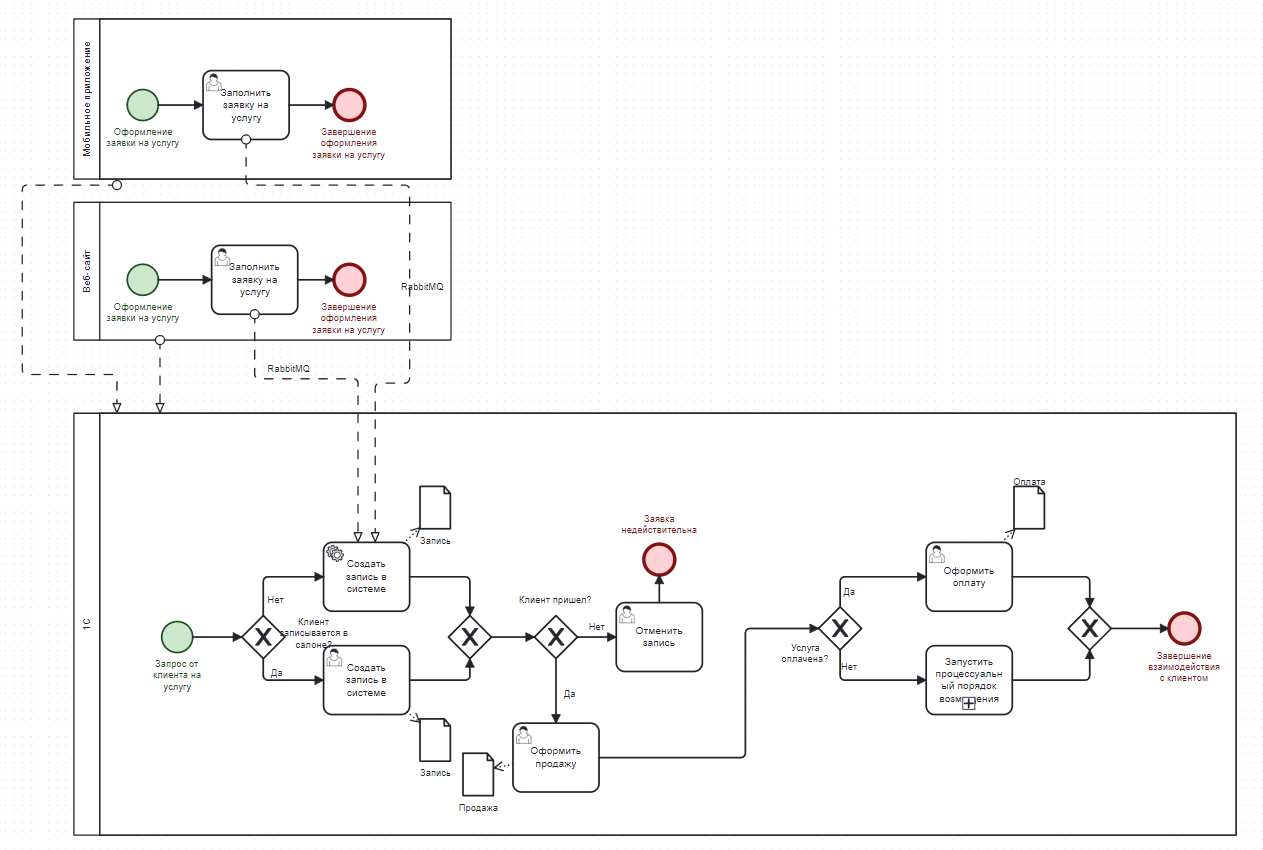 Мобильное приложение
Заполнить
заявку на
услугу
Оформление
заявки на услугу
Завершение
оформления
заявки на услугу
Веб-сайт
Заполнить
заявку на
услугу
Оформление
заявки на услугу
Завершение
оформления
заявки на услугу
RabbitMQ
RabbitMQ
1С
Запрос от
клиента на
услугу
Нет
Клиент
записывается в
салоне?
Да
Создать
запись в
системе
Запись
Создать
запись в
системе
Запись
Клиент пришел?
Нет
Да
Заявка
недействительна
Отменить
запись
Оформить
продажу
Продажа
Услуга
оплачена?
Да
Нет
Оплата
Оформить
оплату
Запустить
процессуальн
ый порядок
возмещения
Завершение
взаимодействия
с клиентом